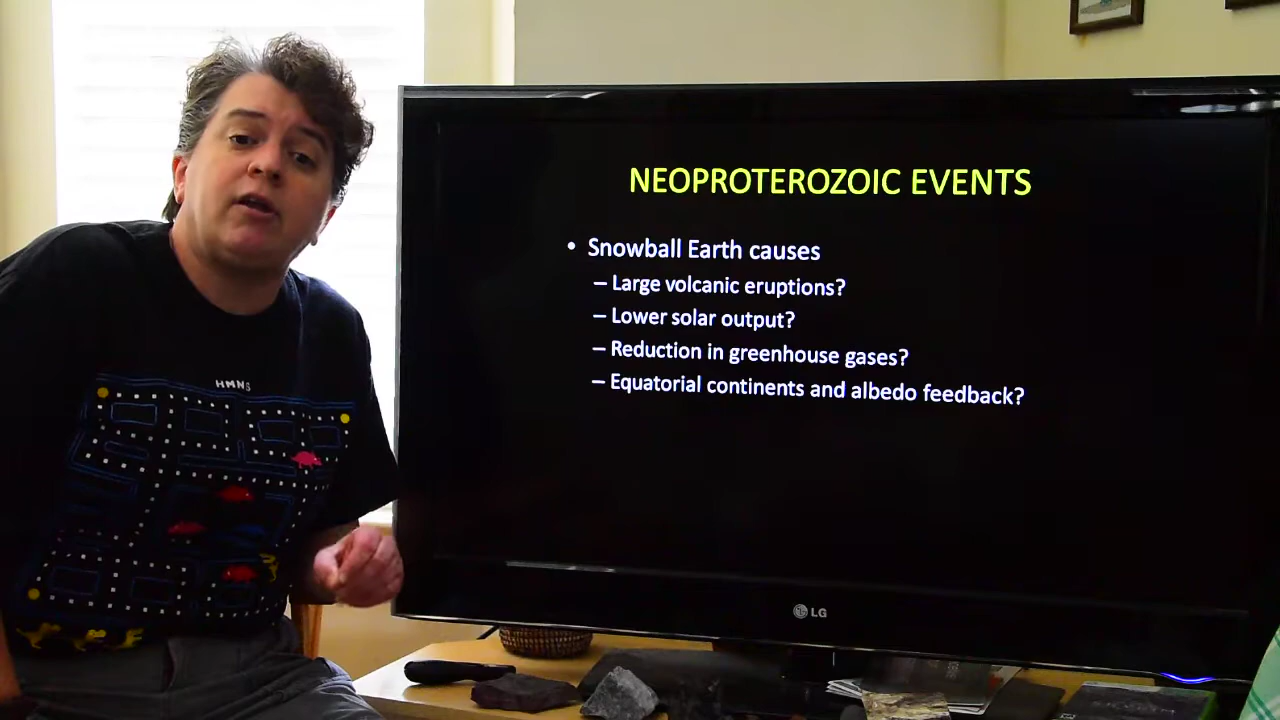 NEOPROTEROZOIC EVENTS
• Snowball Earth causes
– Large volcanic eruptions?
– Lower solar output?
– Reduction in greenhouse gases?
– Equatorial continents and albedo feedback?
HMNS
LG